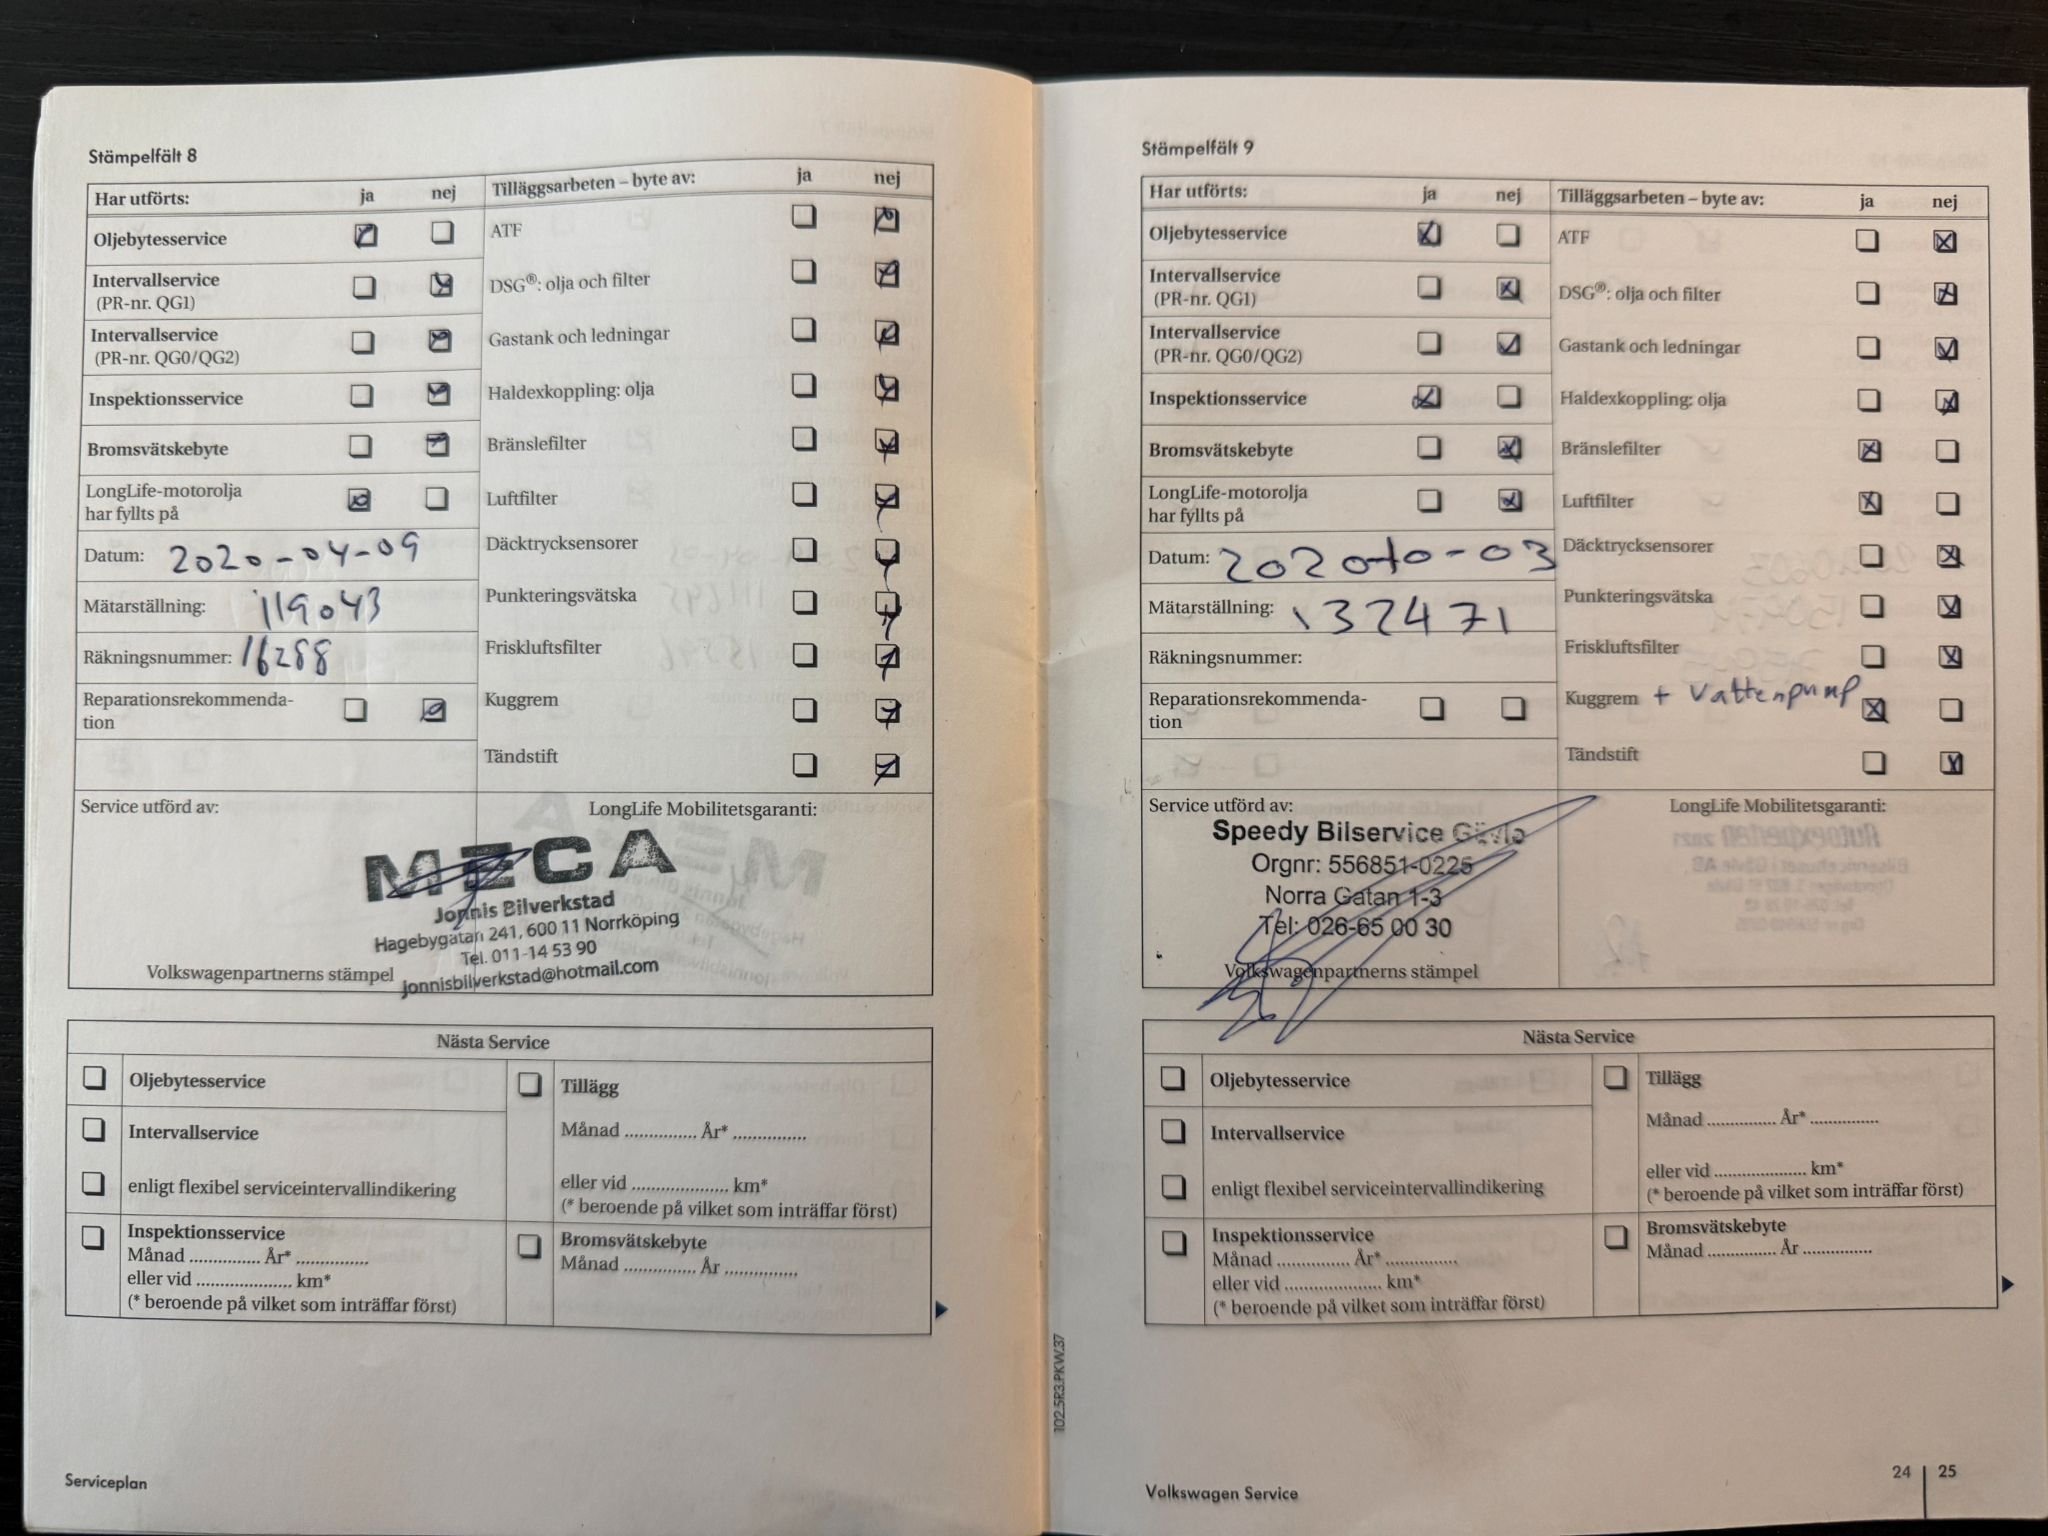 Stämpelfält 8
Har utförts: ja nej
Oljebytesservice
Intervallservice
(PR-nr. QG1)
Intervallservice
(PR-nr. QG0/QG2)
Inspektionsservice
Bromsvätskebyte
LongLife-motorolja
har fyllts på
Datum: 2020-04-09
Mätarställning: 119043
Räkningsnummer: 16288
Reparationsrekommenda-
tion
Tilläggsarbeten – byte av: ja nej
ATF
DSG®: olja och filter
Gastank och ledningar
Haldexkoppling: olja
Bränslefilter
Luftfilter
Däcktrycksensorer
Punkteringsvätska
Friskluftsfilter
Kuggrem
Tändstift
Service utförd av:
LongLife Mobilitetsgaranti:
MECA
Jonnis Bilverkstad
Hagebygatan 241, 600 11 Norrköping
Tel. 011-14 53 90
jonnisbilverkstad@hotmail.com
Volkswagenpartnerns stämpel
Nästa Service
Oljebytesservice
Intervallservice
enligt flexibel serviceintervallindikering
Inspektionsservice
Månad .............. År* ..............
eller vid ................... km*
(* beroende på vilket som inträffar först)
Tillägg
Månad .............. År* ..............
eller vid ................... km*
(* beroende på vilket som inträffar först)
Bromsvätskebyte
Månad .............. År ..............
Serviceplan
102.5R3.PKW.37
Stämpelfält 9
Har utförts: ja nej
Oljebytesservice
Intervallservice
(PR-nr. QG1)
Intervallservice
(PR-nr. QG0/QG2)
Inspektionsservice
Bromsvätskebyte
LongLife-motorolja
har fyllts på
Datum: 2020-10-03
Mätarställning: 132471
Räkningsnummer:
Reparationsrekommenda-
tion
Tilläggsarbeten – byte av: ja nej
ATF
DSG®: olja och filter
Gastank och ledningar
Haldexkoppling: olja
Bränslefilter
Luftfilter
Däcktrycksensorer
Punkteringsvätska
Friskluftsfilter
Kuggrem + Vattenpump
Tändstift
Service utförd av:
LongLife Mobilitetsgaranti:
Speedy Bilservice Gävle
Orgnr: 556851-0225
Norra Gatan 1-3
Tel: 026-65 00 30
Volkswagenpartnerns stämpel
Nästa Service
Oljebytesservice
Intervallservice
enligt flexibel serviceintervallindikering
Inspektionsservice
Månad .............. År* ..............
eller vid ................... km*
(* beroende på vilket som inträffar först)
Tillägg
Månad .............. År* ..............
eller vid ................... km*
(* beroende på vilket som inträffar först)
Bromsvätskebyte
Månad .............. År ..............
Volkswagen Service
24 | 25